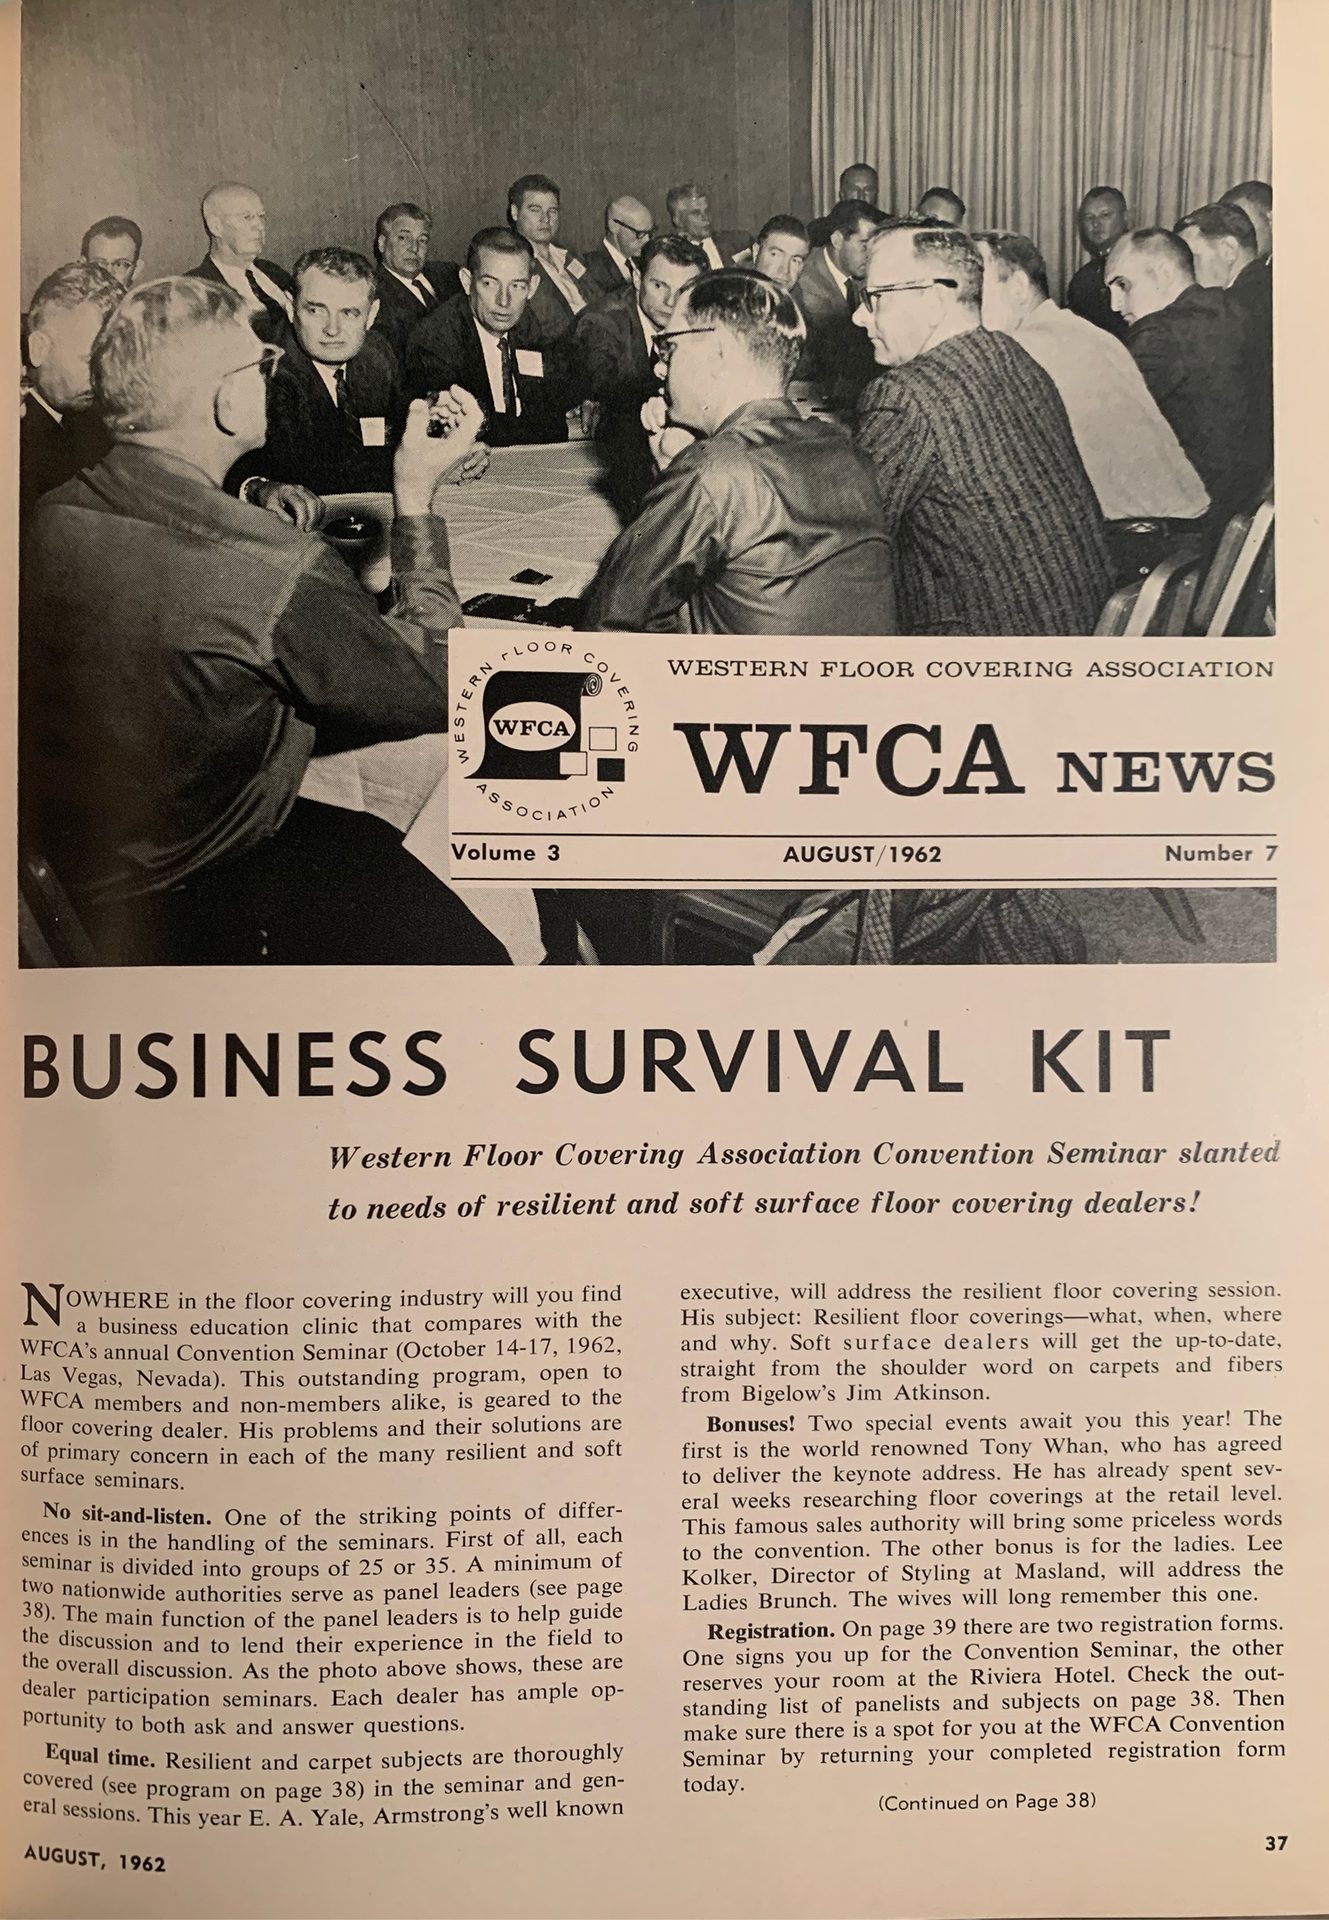 WESTERN FLOOR COVERING ASSOCIATION
WFCA
WESTERN FLOOR COVERING ASSOCIATION
WFCA NEWS
Volume 3 AUGUST/1962 Number 7
BUSINESS SURVIVAL KIT
Western Floor Covering Association Convention Seminar slanted
to needs of resilient and soft surface floor covering dealers!
NOWHERE in the floor covering industry will you find
a business education clinic that compares with the
WFCA's annual Convention Seminar (October 14-17, 1962,
Las Vegas, Nevada). This outstanding program, open to
WFCA members and non-members alike, is geared to the
floor covering dealer. His problems and their solutions are
of primary concern in each of the many resilient and soft
surface seminars.
No sit-and-listen. One of the striking points of differ-
ences is in the handling of the seminars. First of all, each
seminar is divided into groups of 25 or 35. A minimum of
two nationwide authorities serve as panel leaders (see page
38). The main function of the panel leaders is to help guide
the discussion and to lend their experience in the field to
the overall discussion. As the photo above shows, these are
dealer participation seminars. Each dealer has ample op-
portunity to both ask and answer questions.
Equal time. Resilient and carpet subjects are thoroughly
covered (see program on page 38) in the seminar and gen-
eral sessions. This year E. A. Yale, Armstrong's well known
executive, will address the resilient floor covering session.
His subject: Resilient floor coverings—what, when, where
and why. Soft surface dealers will get the up-to-date,
straight from the shoulder word on carpets and fibers
from Bigelow's Jim Atkinson.
Bonuses! Two special events await you this year! The
first is the world renowned Tony Whan, who has agreed
to deliver the keynote address. He has already spent sev-
eral weeks researching floor coverings at the retail level.
This famous sales authority will bring some priceless words
to the convention. The other bonus is for the ladies. Lee
Kolker, Director of Styling at Masland, will address the
Ladies Brunch. The wives will long remember this one.
Registration. On page 39 there are two registration forms.
One signs you up for the Convention Seminar, the other
reserves your room at the Riviera Hotel. Check the out-
standing list of panelists and subjects on page 38. Then
make sure there is a spot for you at the WFCA Convention
Seminar by returning your completed registration form
today.
(Continued on Page 38)
AUGUST, 1962
37